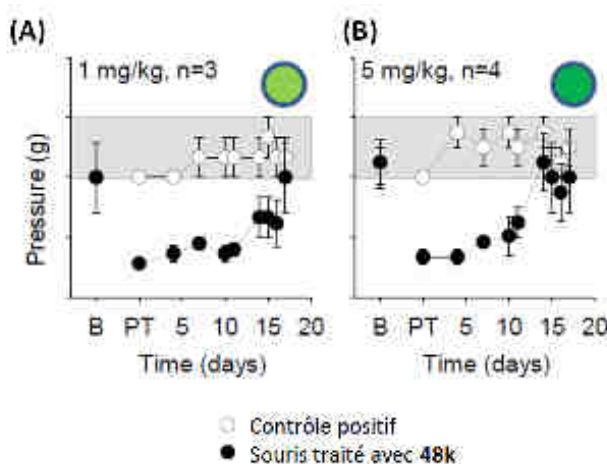 (A)
(B)
1 mg/kg, n=3
5 mg/kg, n=4
Pressure (g)
B PT 5 10 15 20
B PT 5 10 15 20
Time (days)
Time (days)
Contrôle positif
Souris traité avec 48k